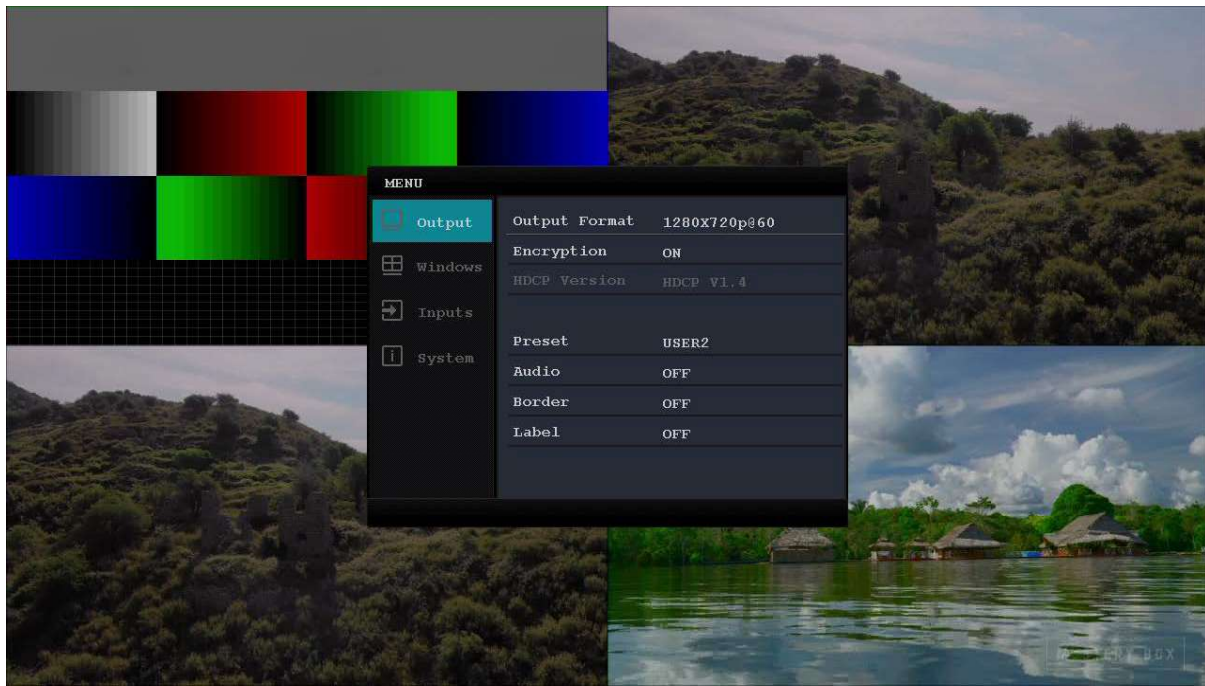 MENU
Output
Windows
Inputs
System
Output Format 1280X720p@60
Encryption ON
HDCP Version HDCP V1.4
Preset USER2
Audio OFF
Border OFF
Label OFF
BOX